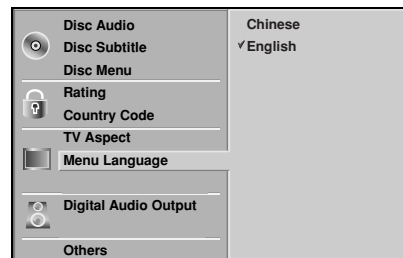 Disc Audio
Disc Subtitle
Disc Menu
Rating
Country Code
TV Aspect
Menu Language
Digital Audio Output
Others
Chinese
✓English